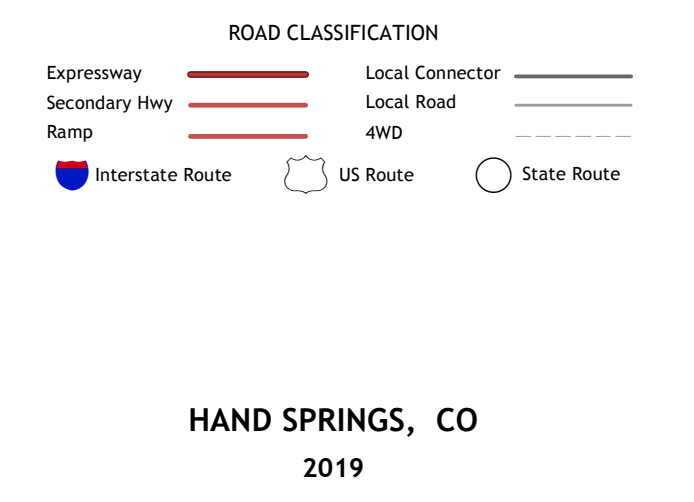 ROAD CLASSIFICATION
Expressway
Secondary Hwy
Ramp
Local Connector
Local Road
4WD
Interstate Route
US Route
State Route
HAND SPRINGS, CO
2019